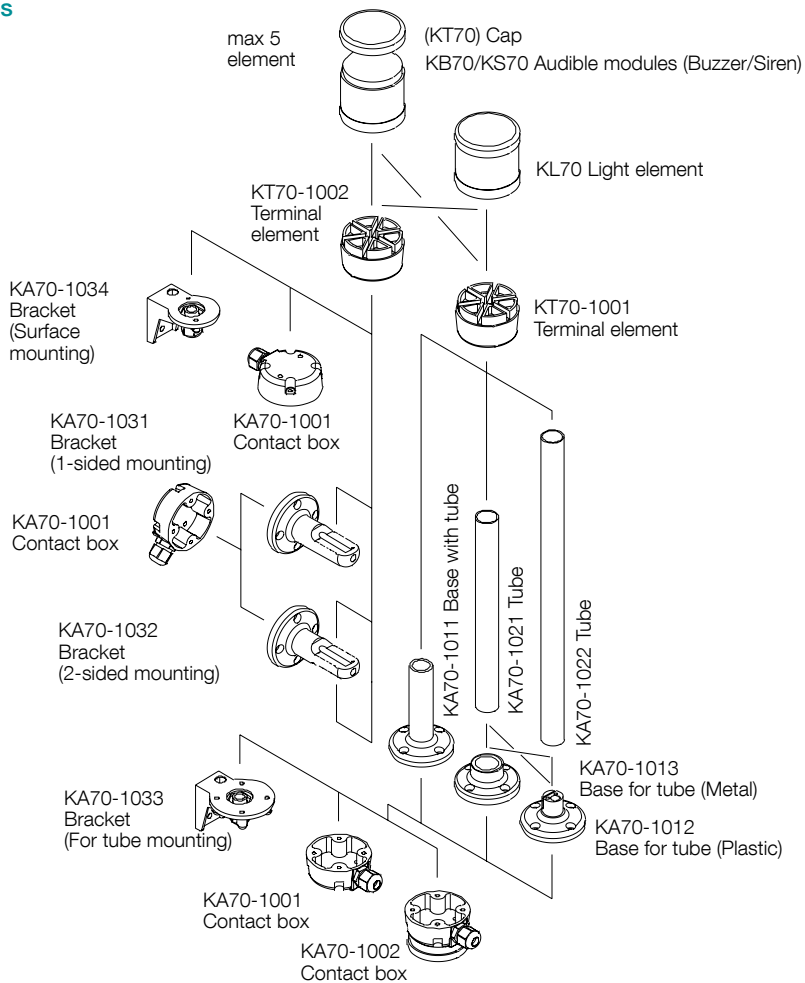 s
max 5
element
(KT70) Cap
KB70/KS70 Audible modules (Buzzer/Siren)
KL70 Light element
KT70-1002
Terminal
element
KA70-1034
Bracket
(Surface
mounting)
KT70-1001
Terminal element
KA70-1031
Bracket
(1-sided mounting)
KA70-1001
Contact box
KA70-1001
Contact box
KA70-1032
Bracket
(2-sided mounting)
KA70-1011 Base with tube
KA70-1021 Tube
KA70-1022 Tube
KA70-1013
Base for tube (Metal)
KA70-1012
Base for tube (Plastic)
KA70-1033
Bracket
(For tube mounting)
KA70-1001
Contact box
KA70-1002
Contact box